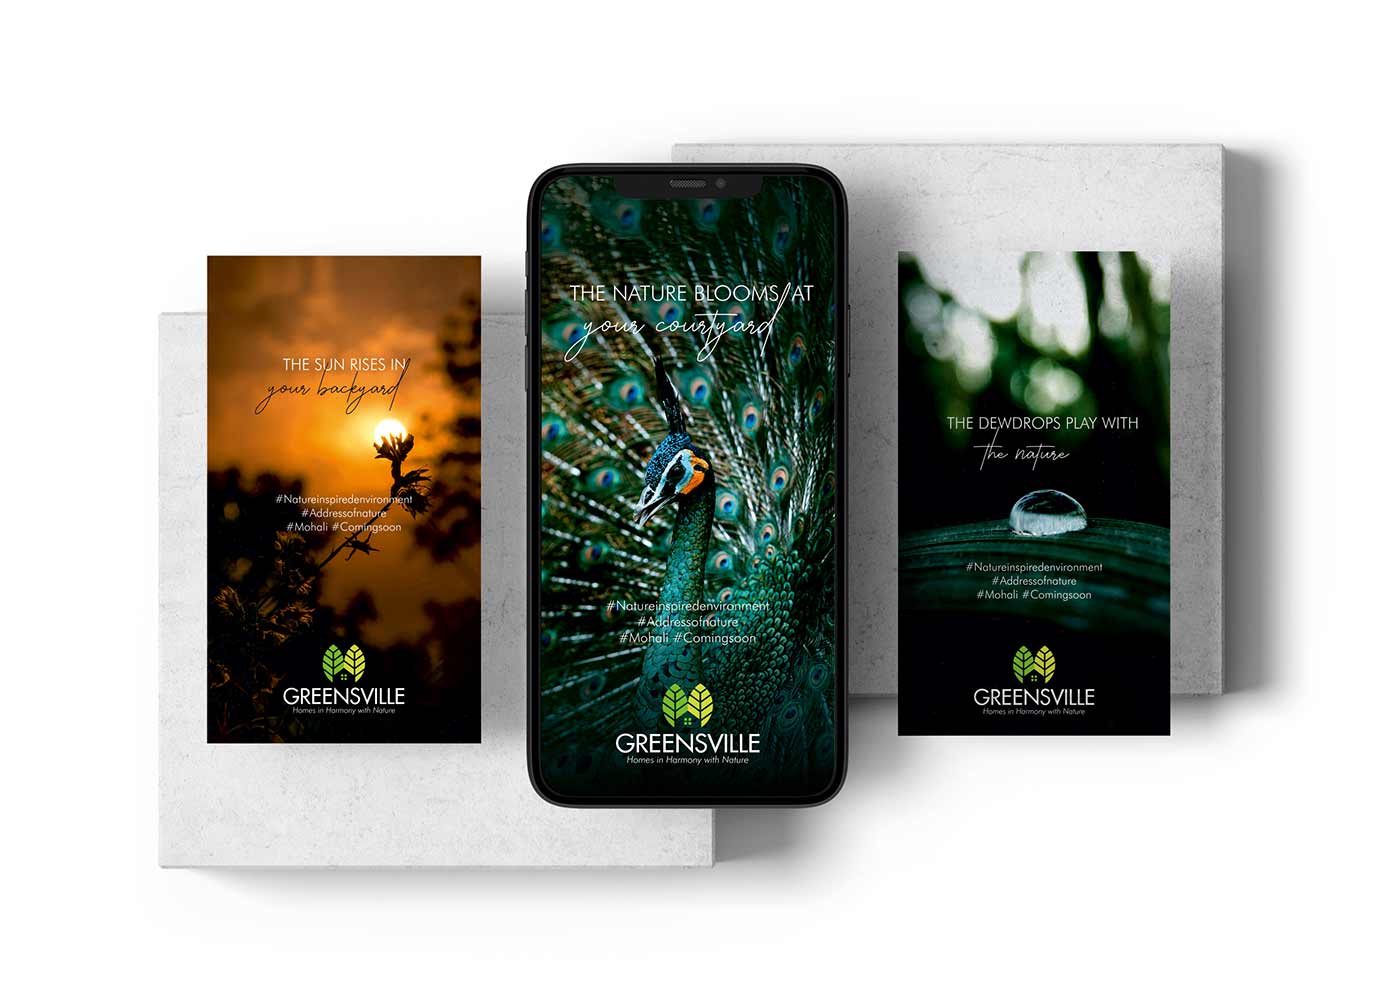 THE SUN RISES IN
your backyard
#Natureinspiredenvironment
#Addressofnature
#Mohali #Comingsoon
GREENSVILLE
Homes in Harmony with Nature
THE NATURE BLOOMS AT
your courtyard
#Natureinspiredenvironment
#Addressofnature
#Mohali #Comingsoon
GREENSVILLE
Homes in Harmony with Nature
THE DEWDROPS PLAY WITH
the nature
#Natureinspiredenvironment
#Addressofnature
#Mohali #Comingsoon
GREENSVILLE
Homes in Harmony with Nature